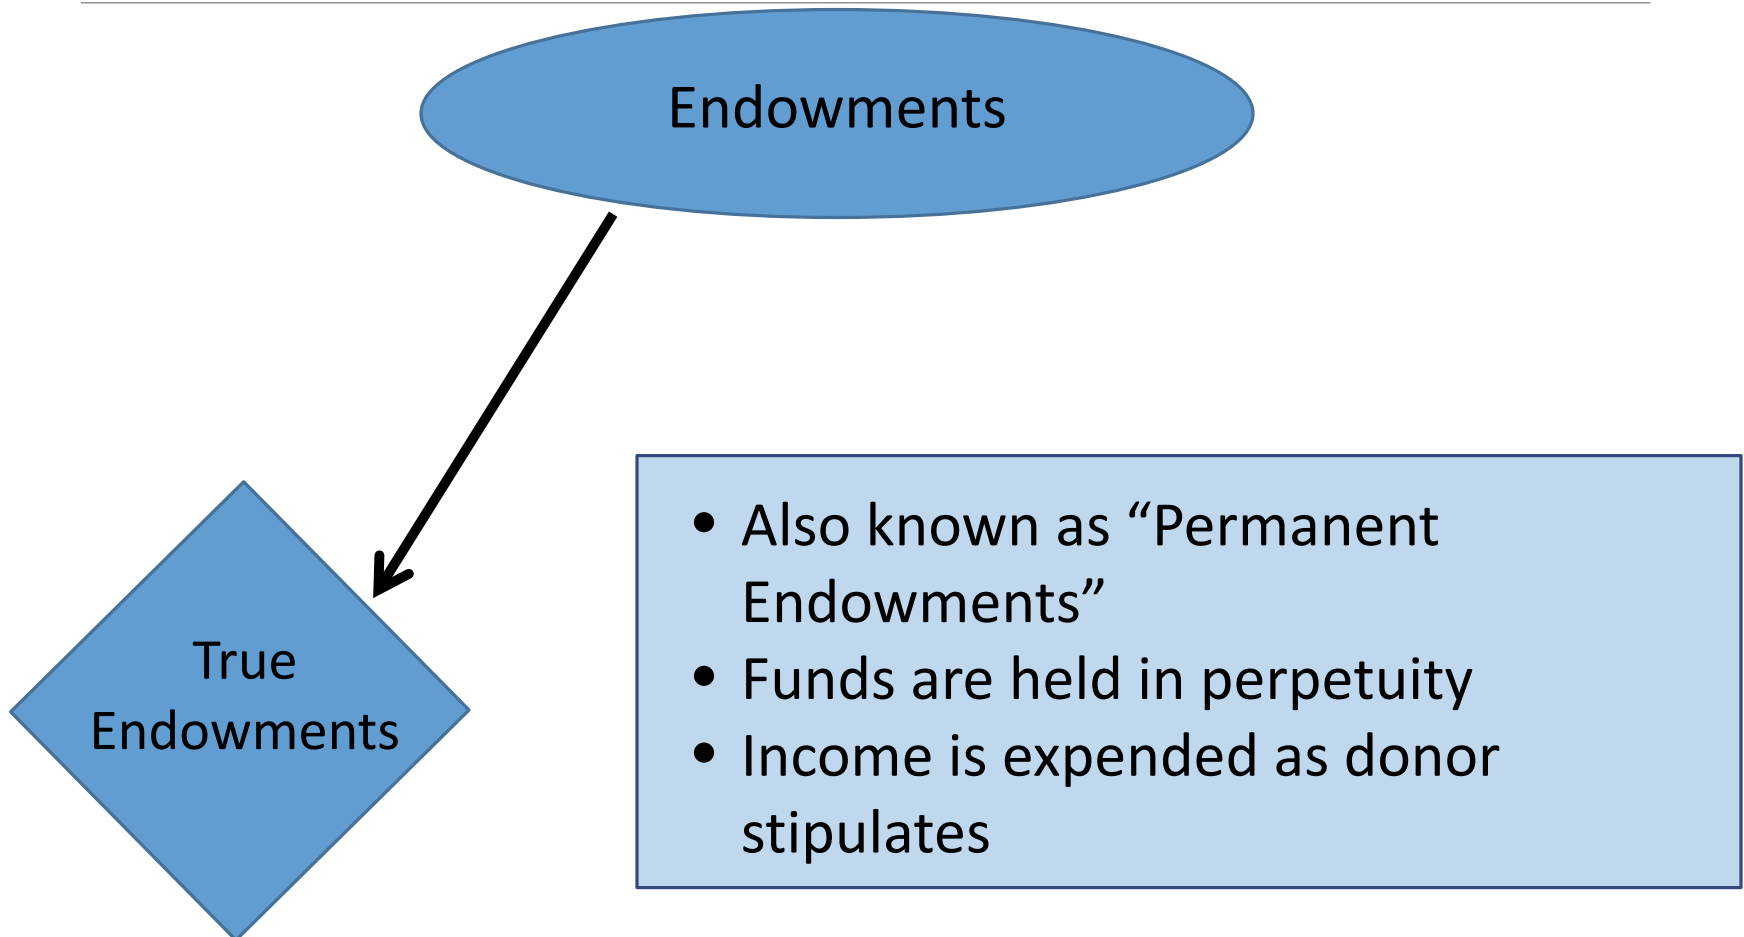 Endowments
True
Endowments
• Also known as “Permanent
Endowments”
• Funds are held in perpetuity
• Income is expended as donor
stipulates